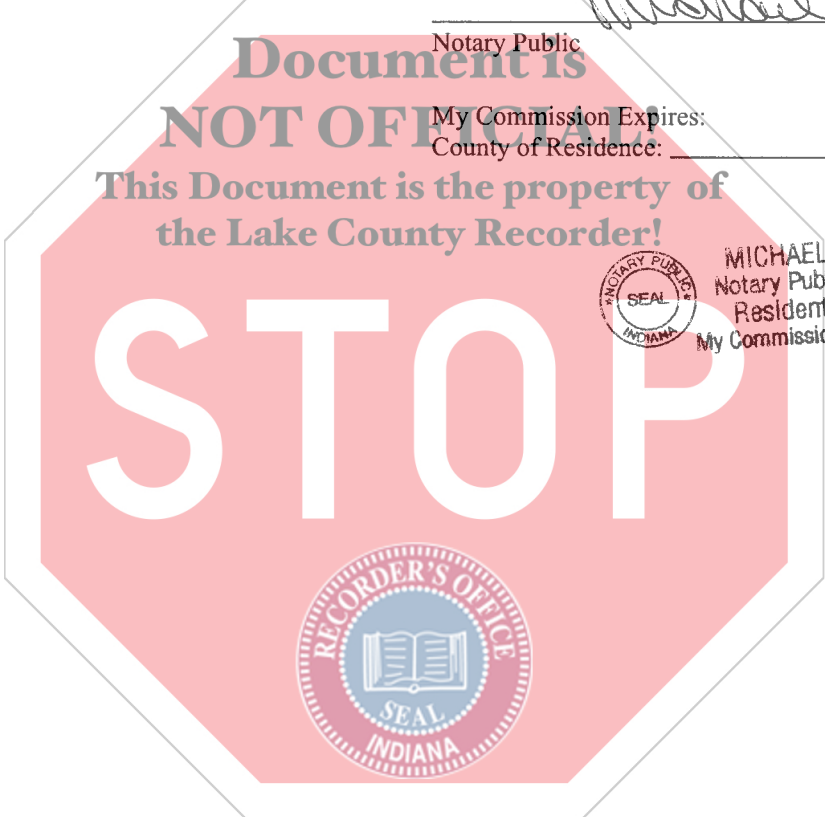 Michael
Notary Public
Document is
NOT OFFICIAL!
My Commission Expires:
County of Residence:
This Document is the property of
the Lake County Recorder!
NOTARY PUBLIC
SEAL
INDIANA
MICHAEL
Notary Pub
Resident
My Commissio
STOP
RECORDER'S OFFICE
SEAL
INDIANA